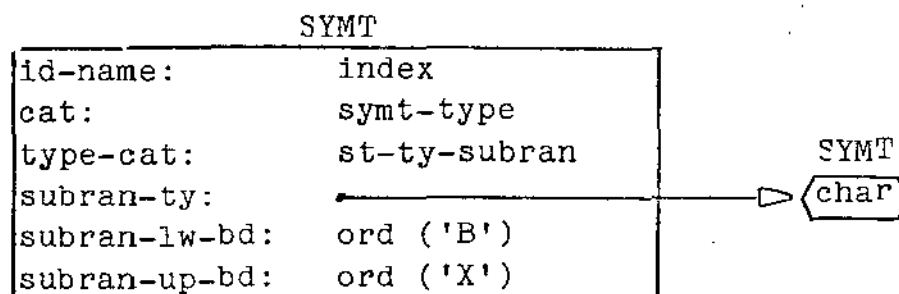 SYMT
id-name: index
cat: symt-type
type-cat: st-ty-subran
SYMT
subran-ty: char
subran-lw-bd: ord ('B')
subran-up-bd: ord ('X')